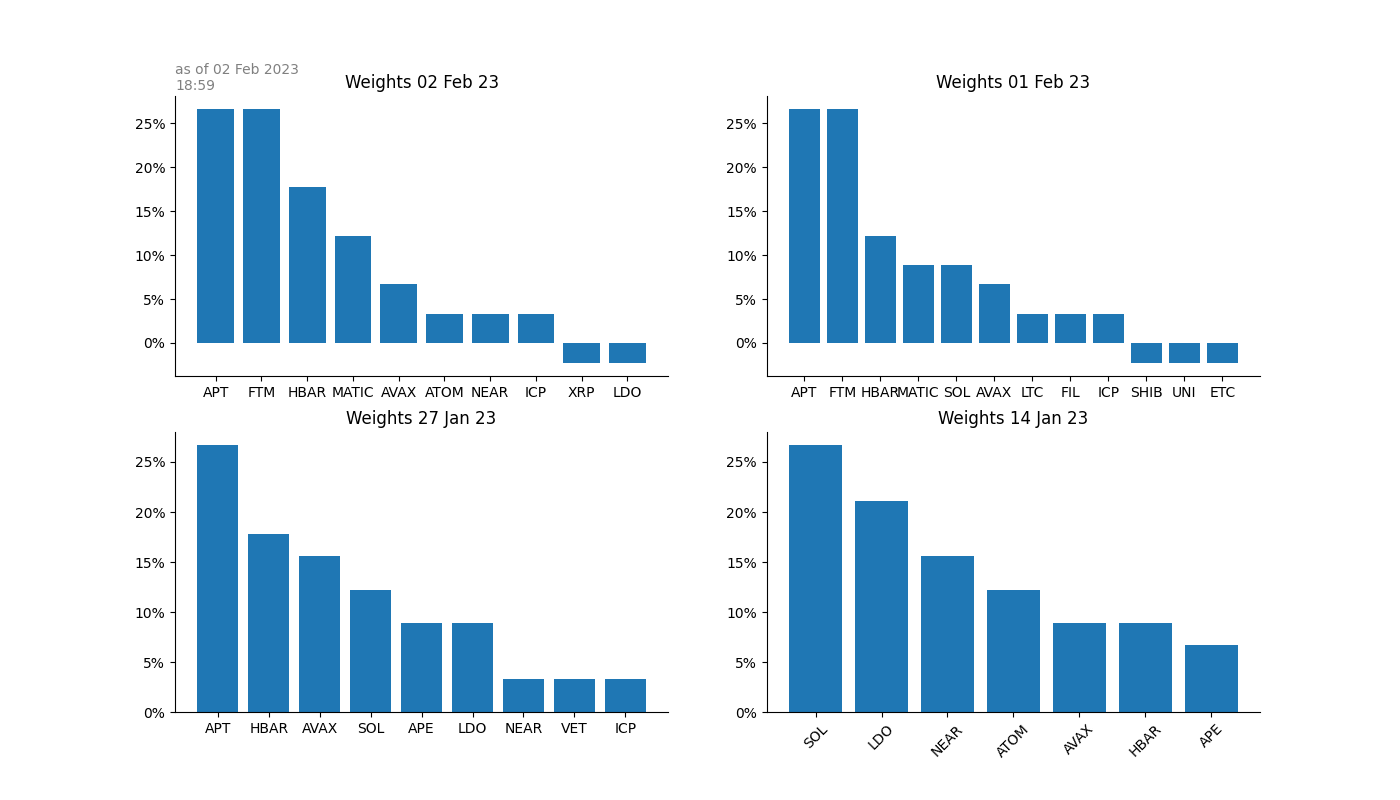 as of 02 Feb 2023
18:59
Weights 02 Feb 23
25%
20%
15%
10%
5%
0%
APT FTM HBAR MATIC AVAX ATOM NEAR ICP XRP LDO
Weights 01 Feb 23
25%
20%
15%
10%
5%
0%
APT FTM HBAR MATIC SOL AVAX LTC FIL ICP SHIB UNI ETC
Weights 27 Jan 23
25%
20%
15%
10%
5%
0%
APT HBAR AVAX SOL APE LDO NEAR VET ICP
Weights 14 Jan 23
25%
20%
15%
10%
5%
0%
SOL LDO NEAR ATOM AVAX HBAR APE